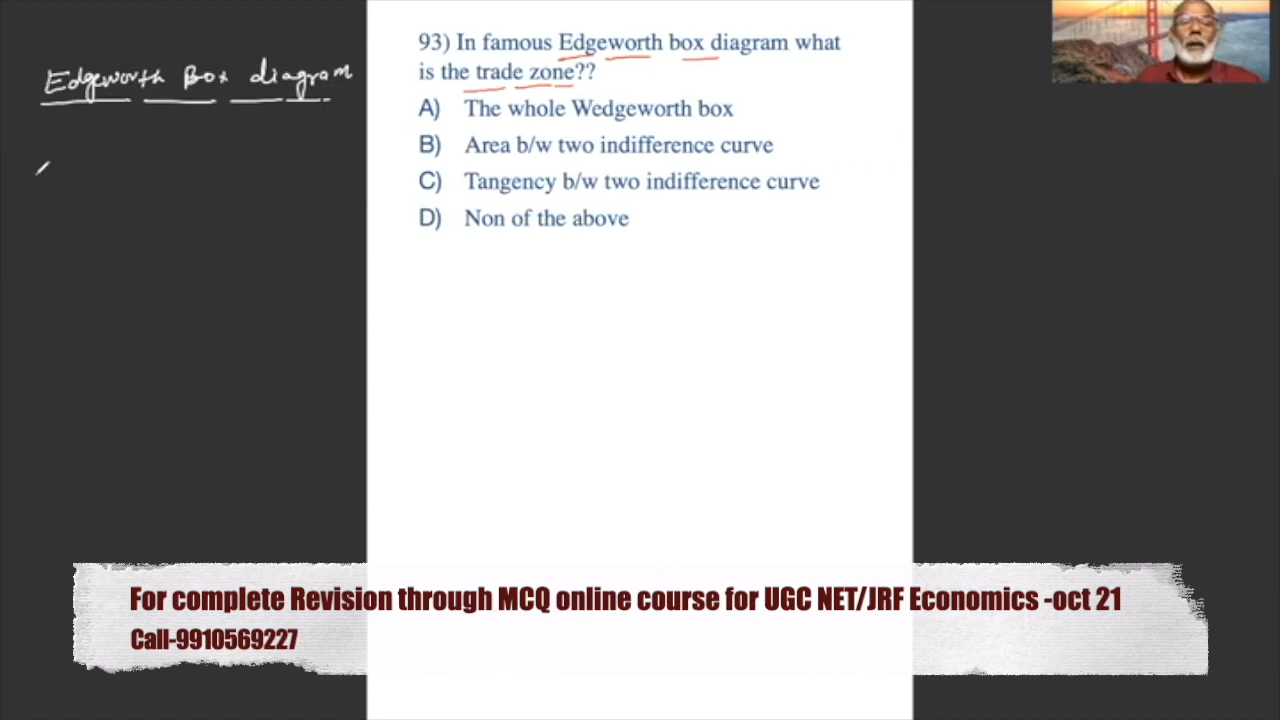 Edgeworth Box diagram
93) In famous Edgeworth box diagram what
is the trade zone??
A) The whole Wedgeworth box
B) Area b/w two indifference curve
C) Tangency b/w two indifference curve
D) Non of the above
For complete Revision through MCQ online course for UGC NET/JRF Economics -oct 21
Call-9910569227